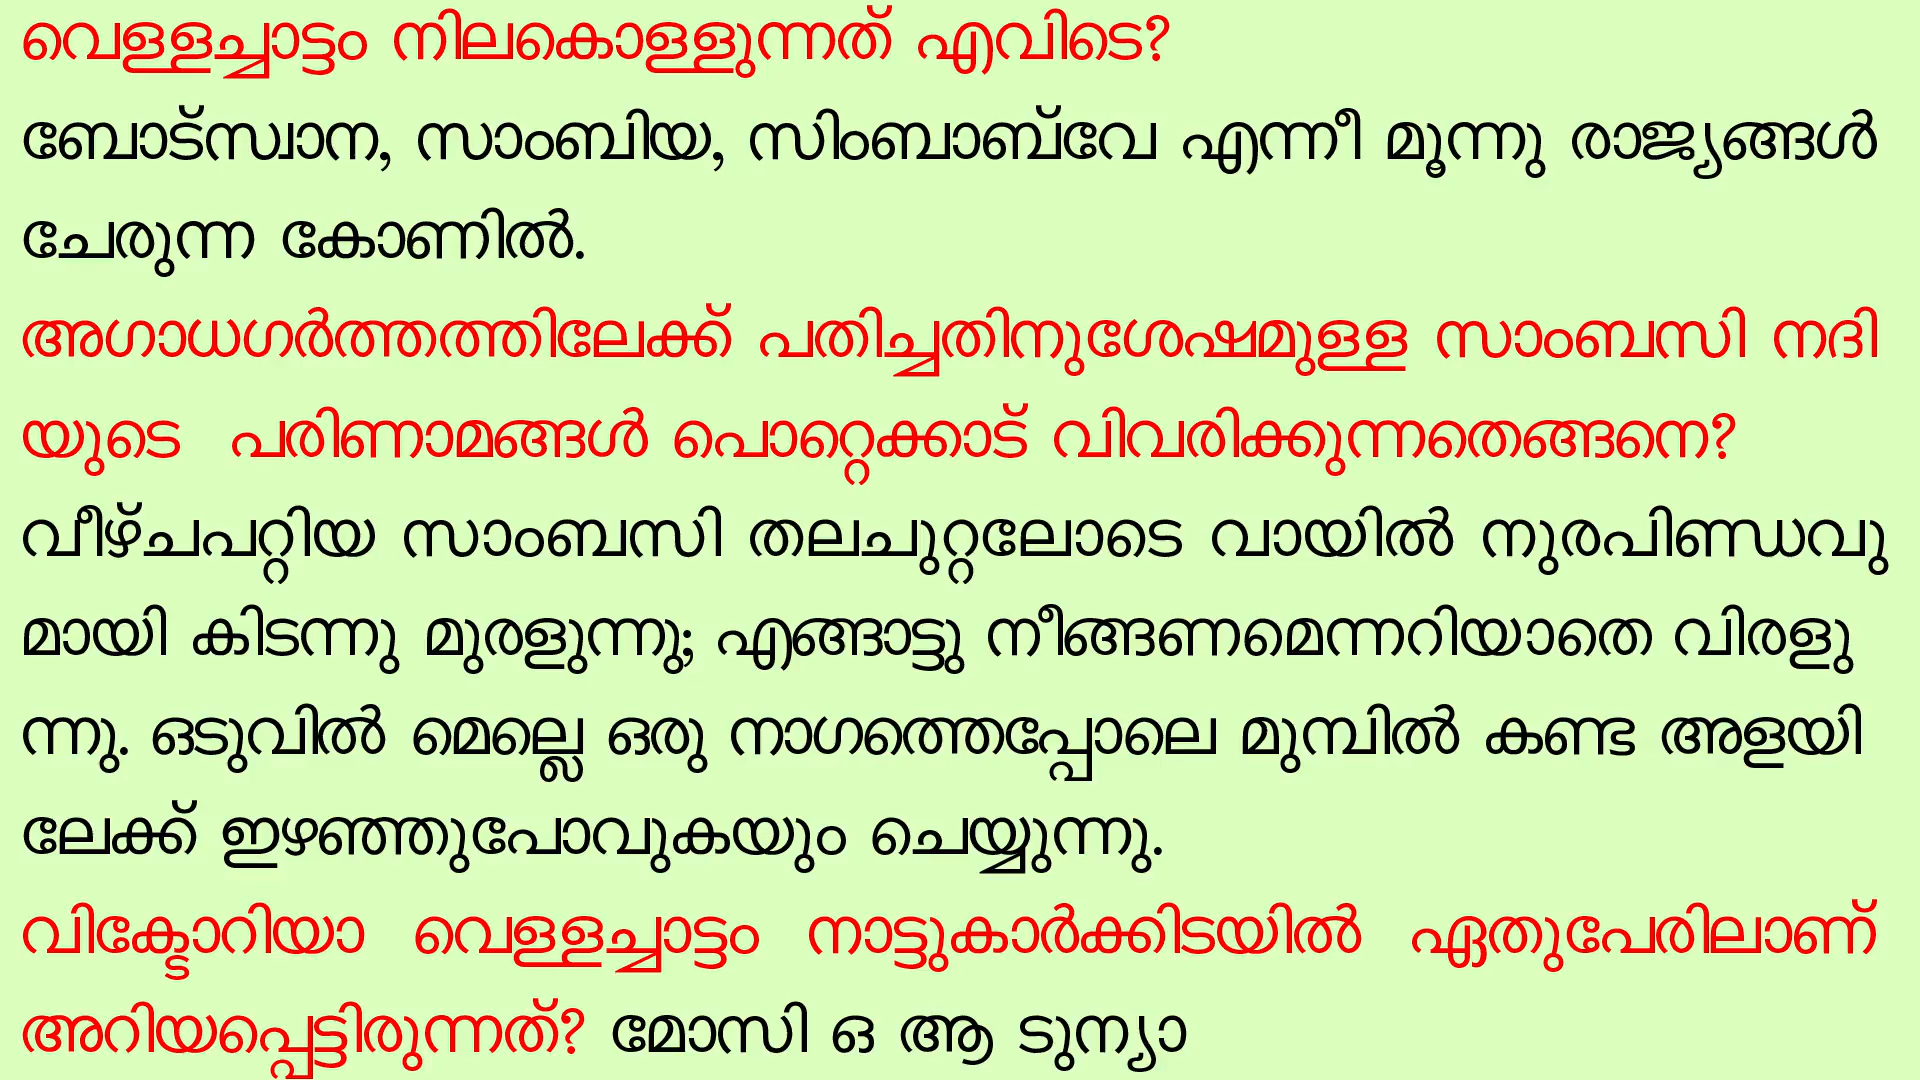 വെള്ളച്ചാട്ടം നിലകൊള്ളുന്നത് എവിടെ?
ബോട്സ്വാന, സാംബിയ, സിംബാബ്‌വേ എന്നീ മൂന്നു രാജ്യങ്ങൾ
ചേരുന്ന കോണിൽ.
അഗാധഗർത്തത്തിലേക്ക് പതിച്ചതിനുശേഷമുള്ള സാംബസി നദി
യുടെ പരിണാമങ്ങൾ പൊറ്റെക്കാട് വിവരിക്കുന്നതെങ്ങനെ?
വീഴ്ചപറ്റിയ സാംബസി തലചുറ്റലോടെ വായിൽ നുരപിണ്ഡവു
മായി കിടന്നു മുരളുന്നു; എങ്ങാട്ടു നീങ്ങണമെന്നറിയാതെ വിരളു
ന്നു. ഒടുവിൽ മെല്ലെ ഒരു നാഗത്തെപ്പോലെ മുമ്പിൽ കണ്ട അളയി
ലേക്ക് ഇഴഞ്ഞുപോവുകയും ചെയ്യുന്നു.
വിക്ടോറിയാ വെള്ളച്ചാട്ടം നാട്ടുകാർക്കിടയിൽ ഏതുപേരിലാണ്
അറിയപ്പെട്ടിരുന്നത്? മോസി ഒ ആ ടുന്യാ